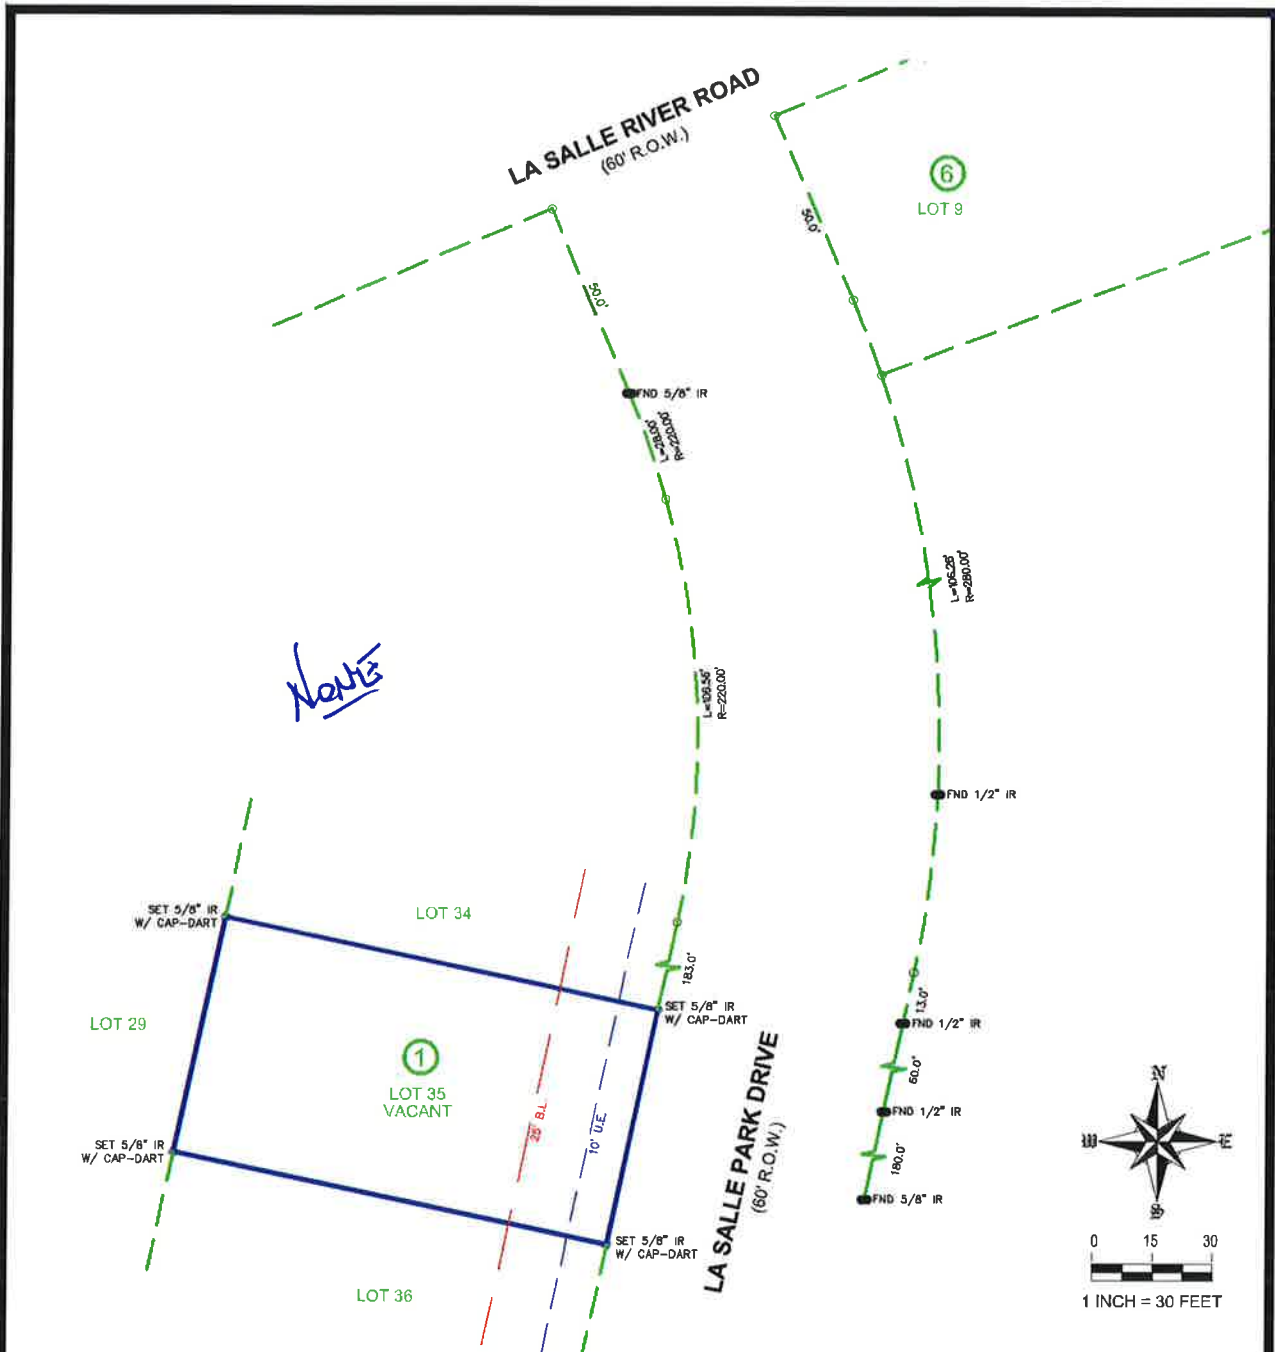 LA SALLE RIVER ROAD
(60' R.O.W.)
6
LOT 9
50.0'
50.0'
FND 5/8" IR
L=28.00'
R=220.00'
L=106.26'
R=280.00'
NONE
L=106.56'
R=220.00'
FND 1/2" IR
SET 5/8" IR
W/ CAP-DART
LOT 34
183.0'
13.0'
SET 5/8" IR
W/ CAP-DART
FND 1/2" IR
LOT 29
1
LOT 35
VACANT
60.0'
25' B.L.
10' U.E.
FND 1/2" IR
LA SALLE PARK DRIVE
(60' R.O.W.)
SET 5/8" IR
W/ CAP-DART
180.0'
FND 5/8" IR
SET 5/8" IR
W/ CAP-DART
LOT 36
N
W
E
S
0 15 30
1 INCH = 30 FEET